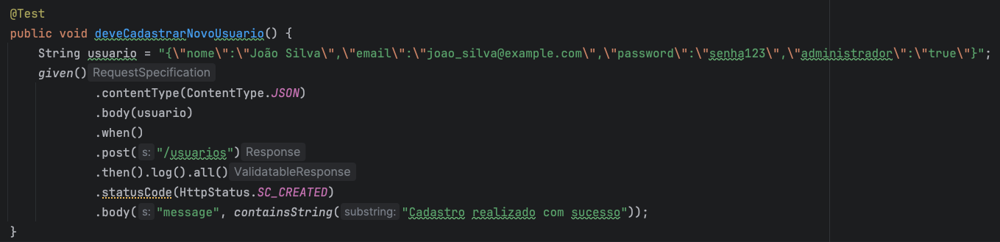 @Test
public void deveCadastrarNovoUsuario() {
    String usuario = "{\"nome\":\"João Silva\",\"email\":\"joao_silva@example.com\",\"password\":\"senha123\",\"administrador\":\"true\"}";
    given() RequestSpecification
            .contentType(ContentType.JSON)
            .body(usuario)
            .when()
            .post( s: "/usuarios") Response
            .then().log().all() ValidatableResponse
            .statusCode(HttpStatus.SC_CREATED)
            .body( s: "message", containsString( substring: "Cadastro realizado com sucesso"));
}